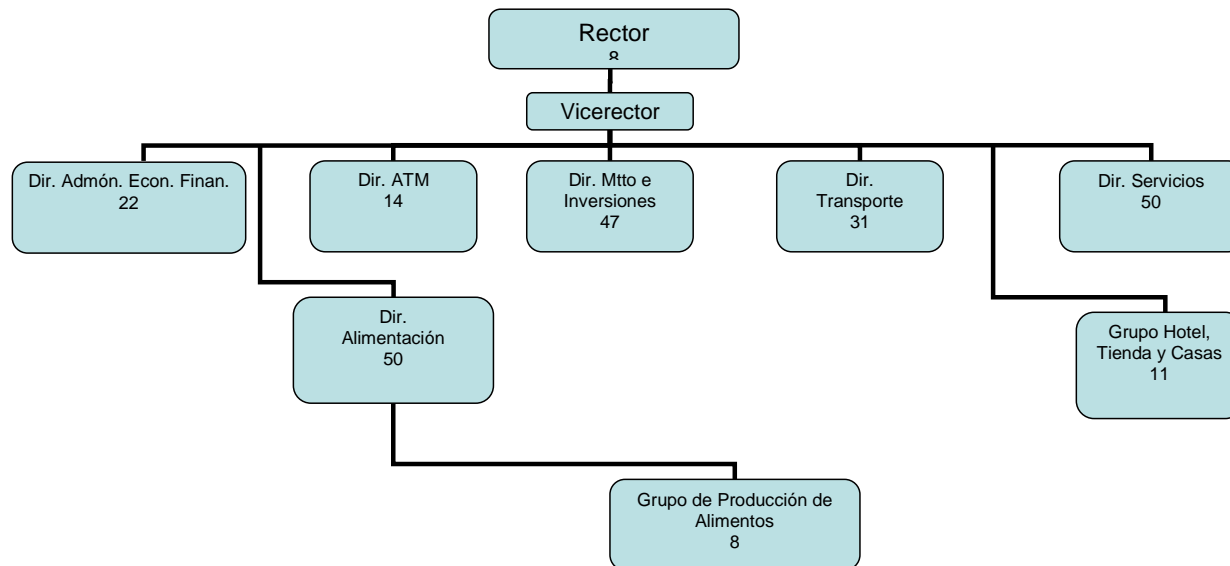 Rector
8
Vicerector
Dir. Admón. Econ. Finan.
22
Dir. ATM
14
Dir. Mtto e
Inversiones
47
Dir.
Transporte
31
Dir. Servicios
50
Dir.
Alimentación
50
Grupo Hotel,
Tienda y Casas
11
Grupo de Producción de
Alimentos
8